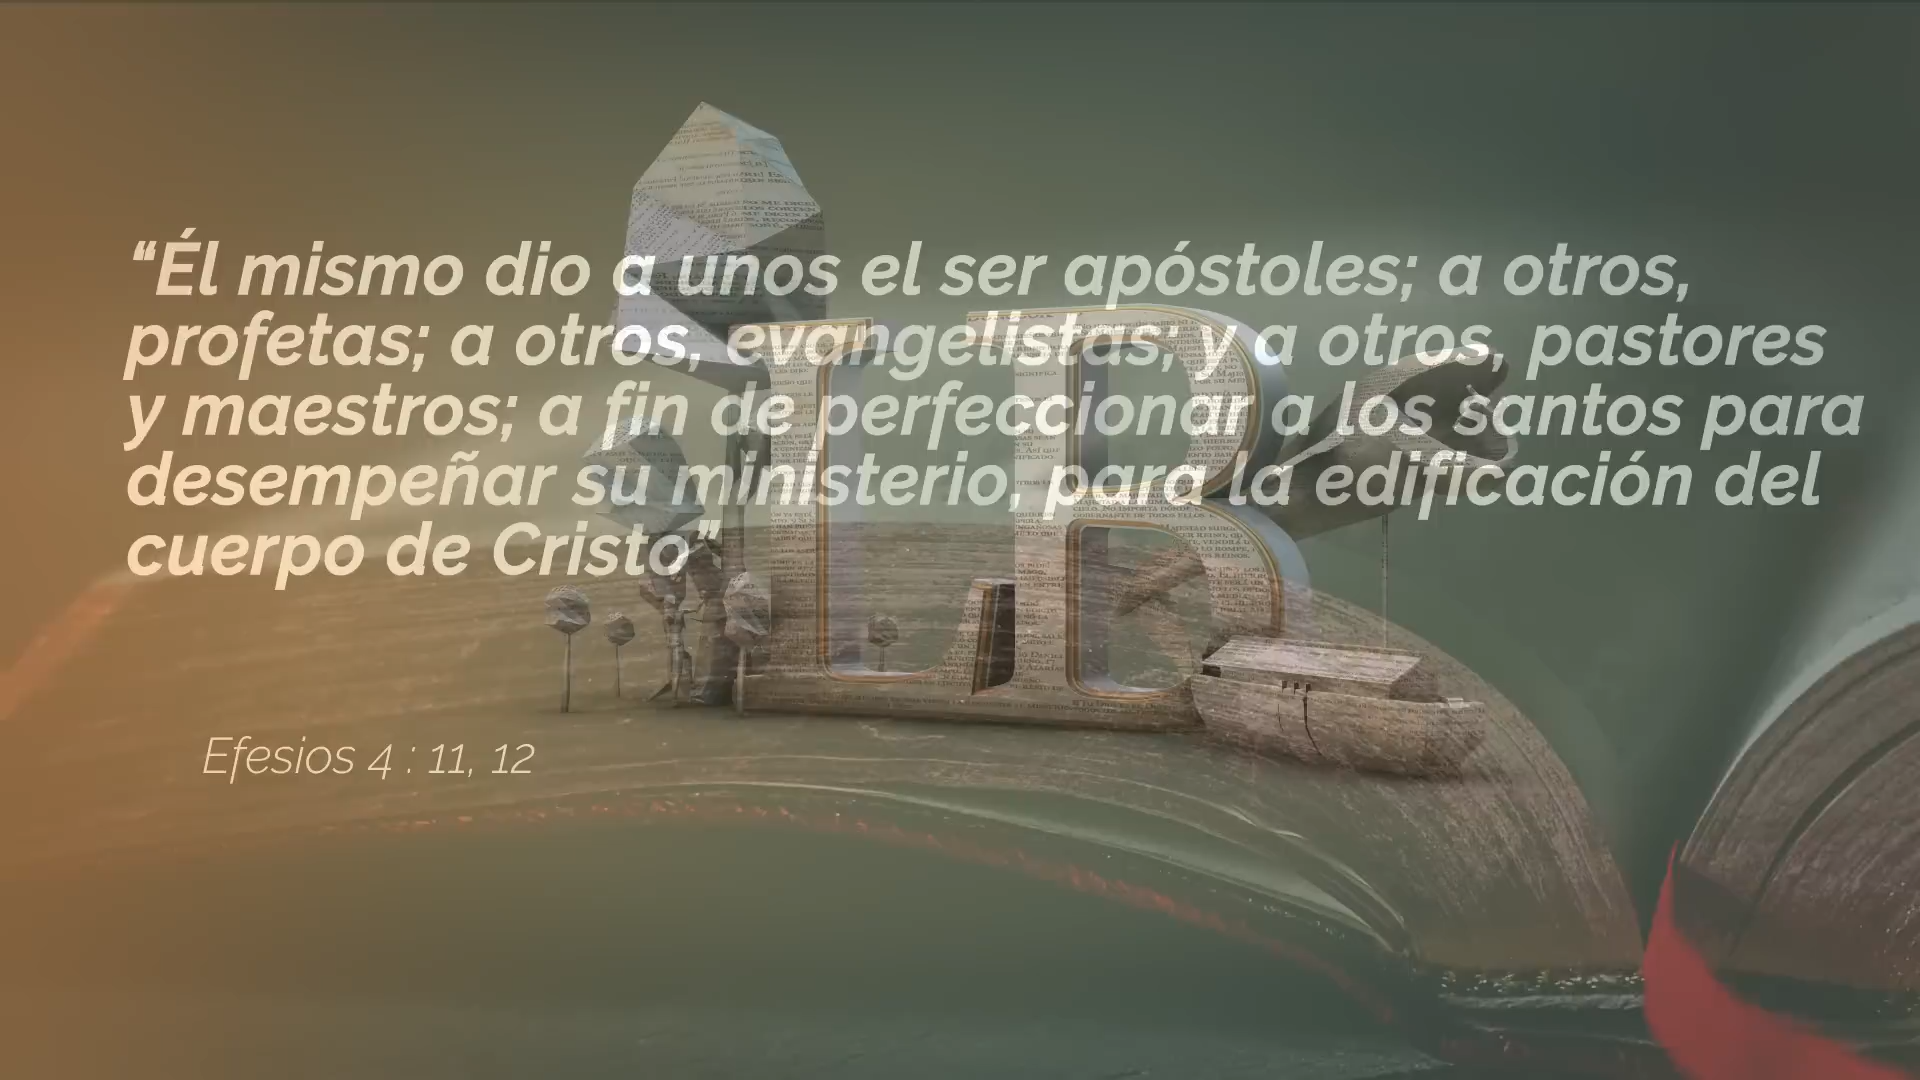 “Él mismo dio a unos el ser apóstoles; a otros,
profetas; a otros, evangelistas; y a otros, pastores
y maestros; a fin de perfeccionar a los santos para
desempeñar su ministerio, para la edificación del
cuerpo de Cristo”
LB
Efesios 4 : 11, 12